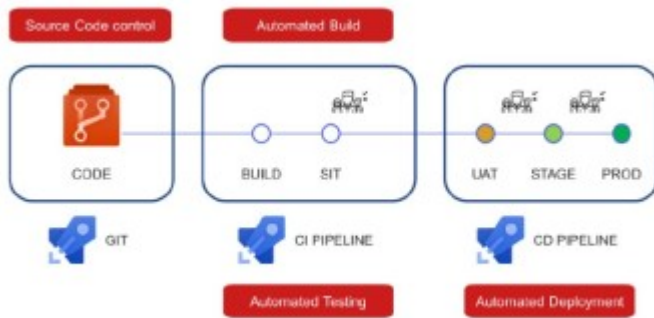 Source Code control
Automated Build
CODE
BUILD
SIT
UAT
STAGE
PROD
GIT
CI PIPELINE
CD PIPELINE
Automated Testing
Automated Deployment